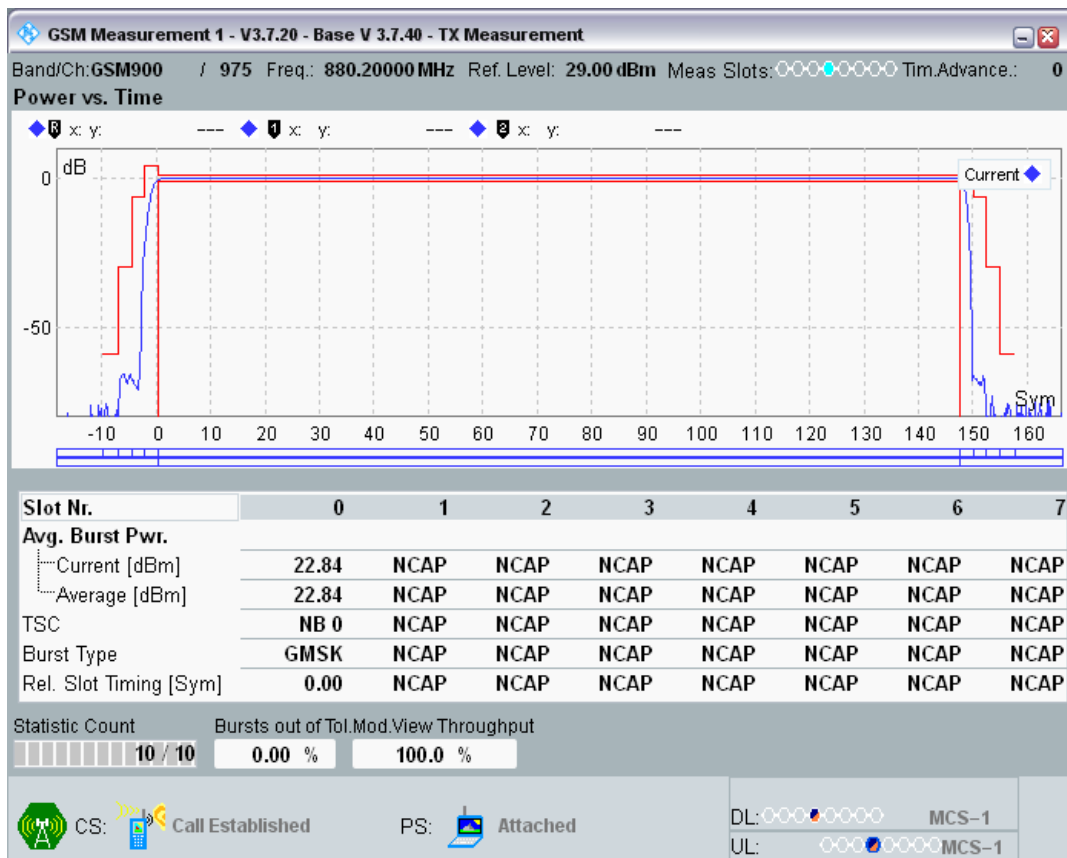 GSM Measurement 1 - V3.7.20 - Base V 3.7.40 - TX Measurement
Band/Ch:GSM900 / 975 Freq.: 880.20000 MHz Ref. Level: 29.00 dBm Meas Slots: Tim.Advance.: 0
Power vs. Time
R x: y: --- 1 x: y: --- 2 x: y: ---
dB
0
Current
-50
Sym
-10 0 10 20 30 40 50 60 70 80 90 100 110 120 130 140 150 160
Slot Nr. 0 1 2 3 4 5 6 7
Avg. Burst Pwr.
Current [dBm] 22.84 NCAP NCAP NCAP NCAP NCAP NCAP NCAP
Average [dBm] 22.84 NCAP NCAP NCAP NCAP NCAP NCAP NCAP
TSC NB 0 NCAP NCAP NCAP NCAP NCAP NCAP NCAP
Burst Type GMSK NCAP NCAP NCAP NCAP NCAP NCAP NCAP
Rel. Slot Timing [Sym] 0.00 NCAP NCAP NCAP NCAP NCAP NCAP NCAP
Statistic Count Bursts out of Tol.Mod.View Throughput
10 / 10 0.00 % 100.0 %
CS: Call Established PS: Attached
DL: MCS-1
UL: MCS-1